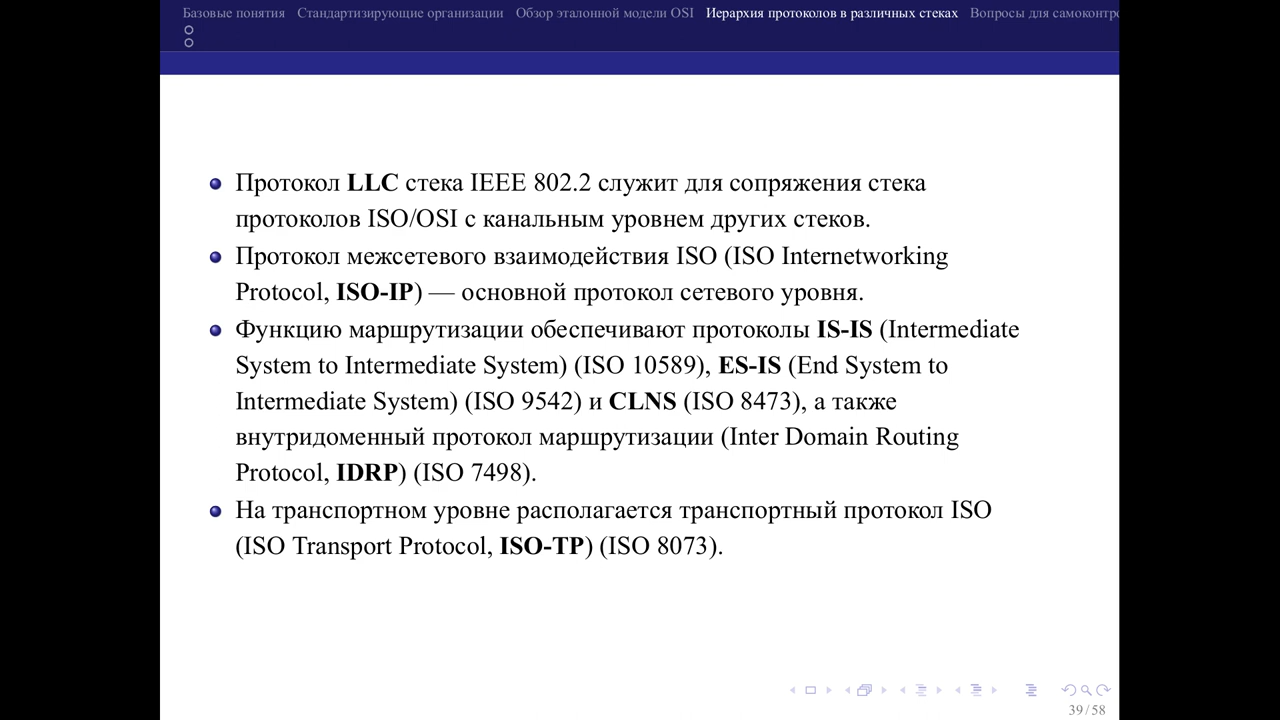 Базовые понятия Стандартизирующие организации Обзор эталонной модели OSI Иерархия протоколов в различных стеках Вопросы для самоконтро
Протокол LLC стека IEEE 802.2 служит для сопряжения стека
протоколов ISO/OSI с канальным уровнем других стеков.
Протокол межсетевого взаимодействия ISO (ISO Internetworking
Protocol, ISO-IP) — основной протокол сетевого уровня.
Функцию маршрутизации обеспечивают протоколы IS-IS (Intermediate
System to Intermediate System) (ISO 10589), ES-IS (End System to
Intermediate System) (ISO 9542) и CLNS (ISO 8473), а также
внутридоменный протокол маршрутизации (Inter Domain Routing
Protocol, IDRP) (ISO 7498).
На транспортном уровне располагается транспортный протокол ISO
(ISO Transport Protocol, ISO-TP) (ISO 8073).
39 / 58